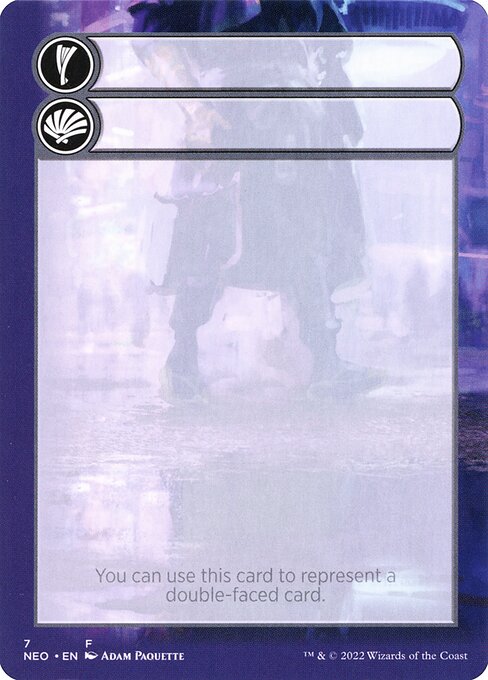 You can use this card to represent a
double-faced card.
7 F
NEO • EN ADAM PAQUETTE
™ & © 2022 Wizards of the Coast